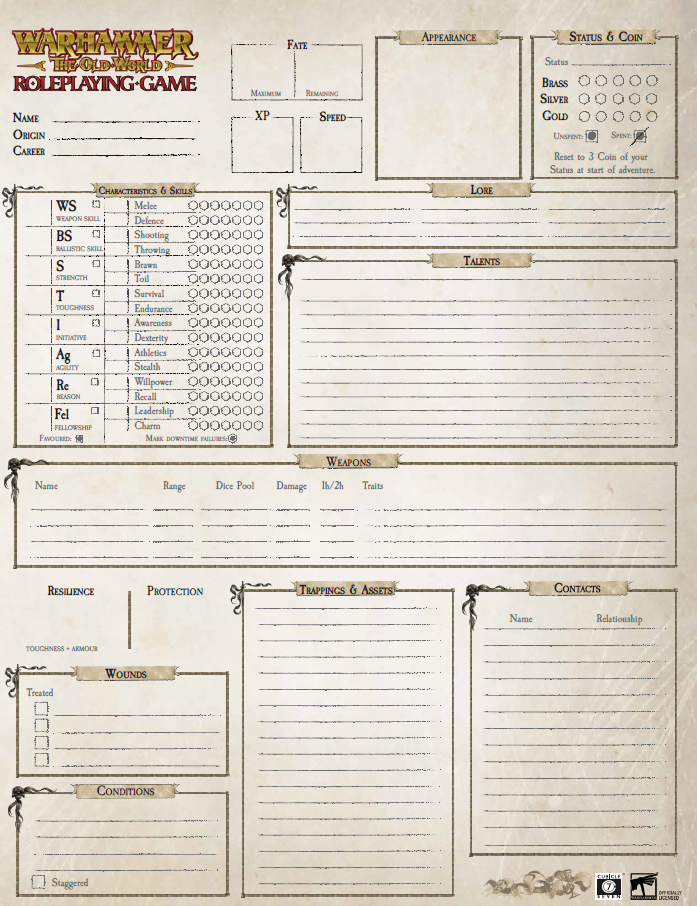 WARHAMMER
THE OLD WORLD
ROLEPLAYING GAME
NAME
ORIGIN
CAREER
FATE
MAXIMUM REMAINING
XP SPEED
APPEARANCE
STATUS & COIN
Status
BRASS
SILVER
GOLD
UNSPENT: SPENT:
Reset to 3 Coin of your
Status at start of adventure.
CHARACTERISTICS & SKILLS
WS Melee
WEAPON SKILL Defence
BS Shooting
BALLISTIC SKILL Throwing
S Brawn
STRENGTH Toil
T Survival
TOUGHNESS Endurance
I Awareness
INITIATIVE Dexterity
Ag Athletics
AGILITY Stealth
Re Willpower
REASON Recall
Fel Leadership
FELLOWSHIP Charm
FAVOURED: MARK DOWNTIME FAILURES:
LORE
TALENTS
WEAPONS
Name Range Dice Pool Damage 1h/2h Traits
RESILIENCE PROTECTION
TOUGHNESS + ARMOUR
WOUNDS
Treated
CONDITIONS
Staggered
TRAPPINGS & ASSETS
CONTACTS
Name Relationship
CUBICLE
7
SEVEN
WARHAMMER
OFFICIALLY
LICENSED